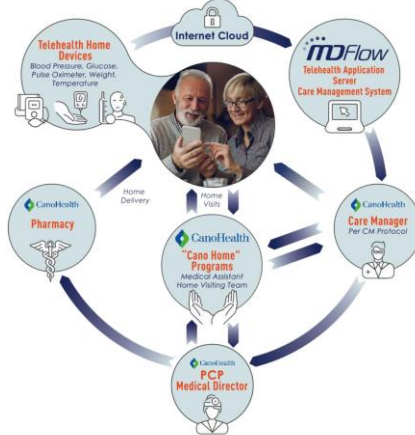 Internet Cloud
Telehealth Home
Devices
Blood Pressure, Glucose,
Pulse Oximeter, Weight,
Temperature
MDFlow
Telehealth Application
Server
Care Management System
Home
Delivery
Home
Visits
CanoHealth
Pharmacy
CanoHealth
"Cano Home"
Programs
Medical Assistant
Home Visiting Team
CanoHealth
Care Manager
Per CM Protocol
CanoHealth
PCP
Medical Director